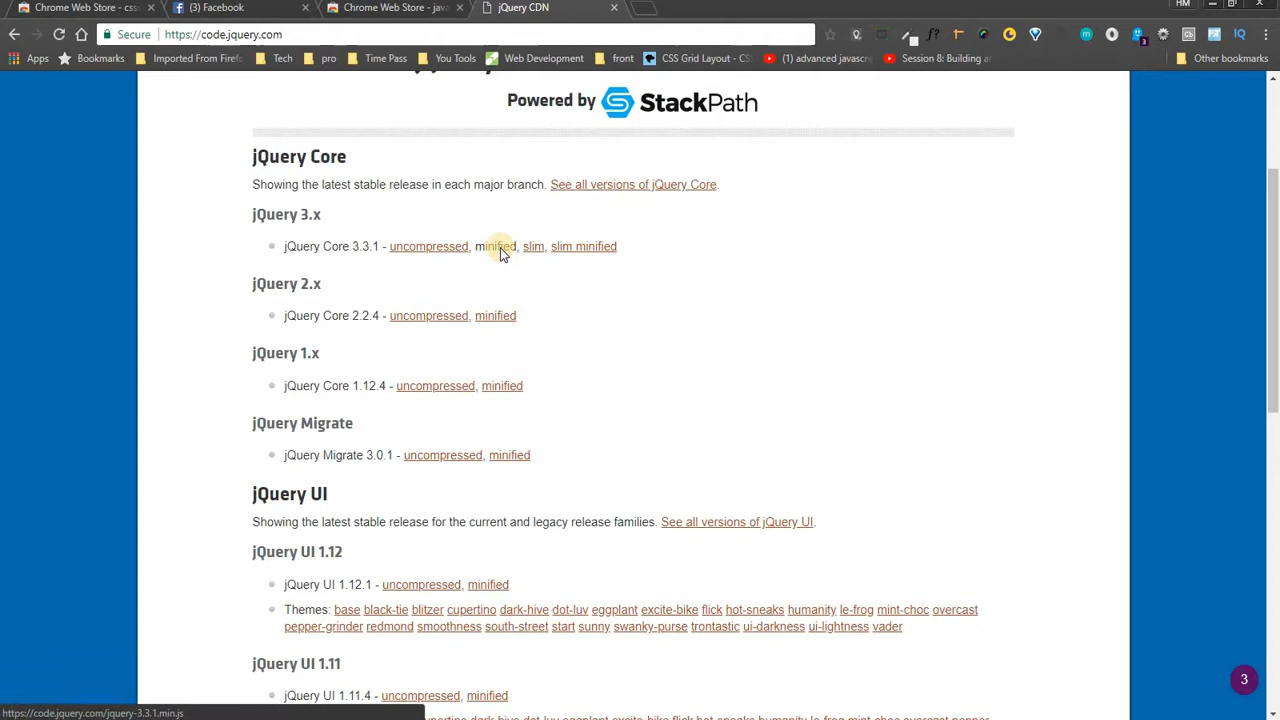 Chrome Web Store - css
(3) Facebook
Chrome Web Store - java
jQuery CDN
HM
Secure
https://code.jquery.com
f?
IQ
Apps
Bookmarks
Imported From Firef
Tech
pro
Time Pass
You Tools
Web Development
front
CSS Grid Layout - CS
(1) advanced javascr
Session 8: Building a
Other bookmarks
Powered by StackPath
jQuery Core
Showing the latest stable release in each major branch. See all versions of jQuery Core.
jQuery 3.x
jQuery Core 3.3.1 - uncompressed, minified, slim, slim minified
jQuery 2.x
jQuery Core 2.2.4 - uncompressed, minified
jQuery 1.x
jQuery Core 1.12.4 - uncompressed, minified
jQuery Migrate
jQuery Migrate 3.0.1 - uncompressed, minified
jQuery UI
Showing the latest stable release for the current and legacy release families. See all versions of jQuery UI.
jQuery UI 1.12
jQuery UI 1.12.1 - uncompressed, minified
Themes: base black-tie blitzer cupertino dark-hive dot-luv eggplant excite-bike flick hot-sneaks humanity le-frog mint-choc overcast
pepper-grinder redmond smoothness south-street start sunny swanky-purse trontastic ui-darkness ui-lightness vader
jQuery UI 1.11
jQuery UI 1.11.4 - uncompressed, minified
3
https://code.jquery.com/jquery-3.3.1.min.js